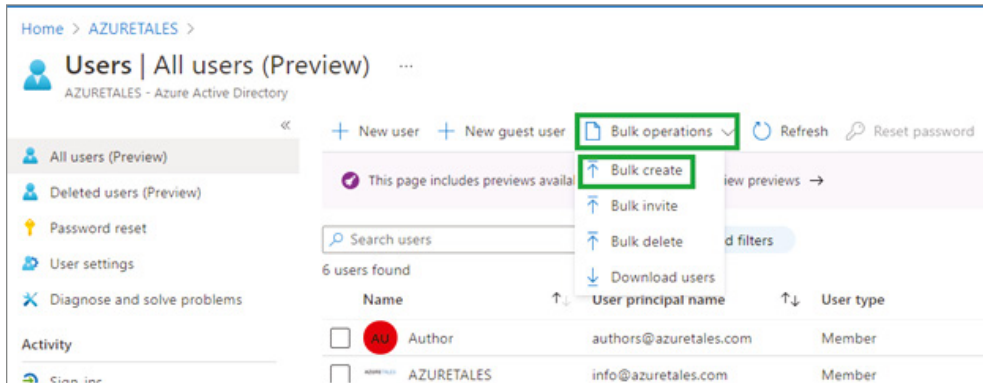 Home > AZURETALES >
Users | All users (Preview) ...
AZURETALES - Azure Active Directory
«
+ New user + New guest user Bulk operations Refresh Reset password
All users (Preview)
Deleted users (Preview)
Password reset
User settings
Diagnose and solve problems
Activity
Sign-ins
This page includes previews availa
Bulk create
iew previews →
Bulk invite
Bulk delete
Download users
Search users
d filters
6 users found
Name ↑↓ User principal name ↑↓ User type
AU Author authors@azuretales.com Member
AZURETALES info@azuretales.com Member